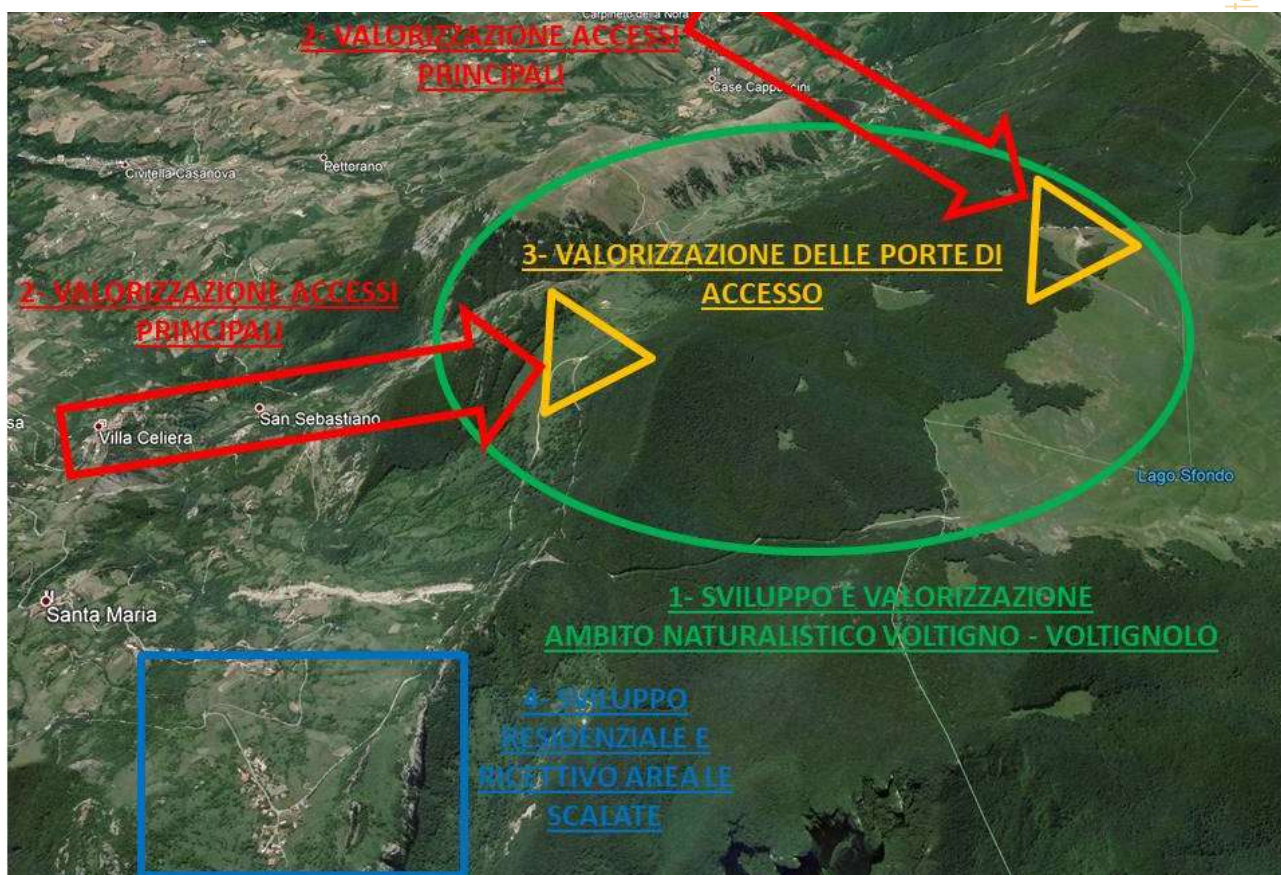 Carpineto della Nora
2- VALORIZZAZIONE ACCESSI
PRINCIPALI
Case Cappuccini
Civitella Casanova
Pettorano
3- VALORIZZAZIONE DELLE PORTE DI
ACCESSO
2- VALORIZZAZIONE ACCESSI
PRINCIPALI
San Sebastiano
sa
Villa Celiera
Lago Sfondo
Santa Maria
1- SVILUPPO E VALORIZZAZIONE
AMBITO NATURALISTICO VOLTIGNO - VOLTIGNOLO
4- SVILUPPO
RESIDENZIALE E
RICETTIVO AREA LE
SCALATE